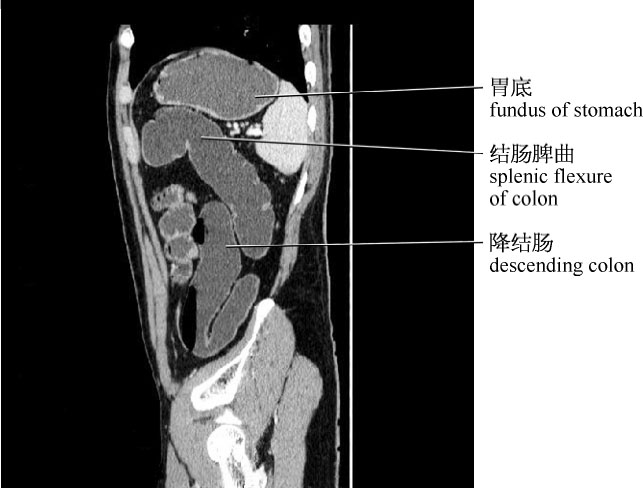 胃底
fundus of stomach
结肠脾曲
splenic flexure
of colon
降结肠
descending colon